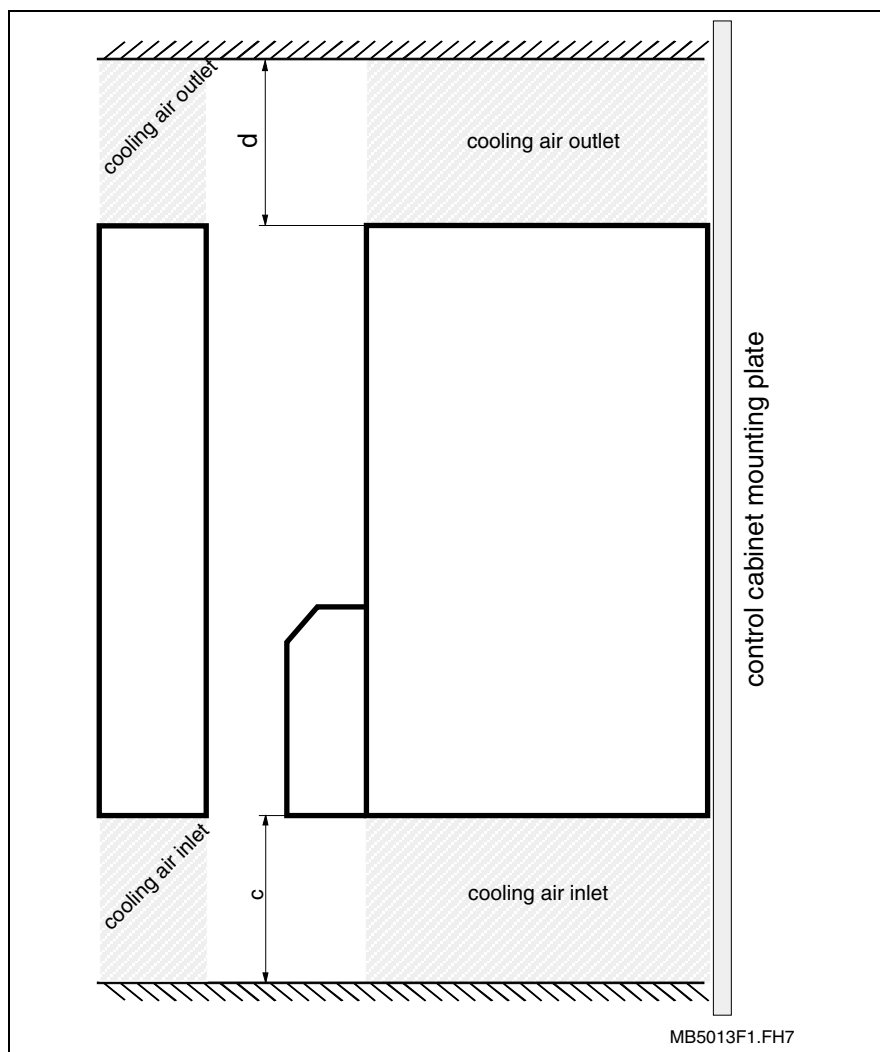 cooling air outlet
d
cooling air outlet
control cabinet mounting plate
cooling air inlet
c
cooling air inlet
MB5013F1.FH7